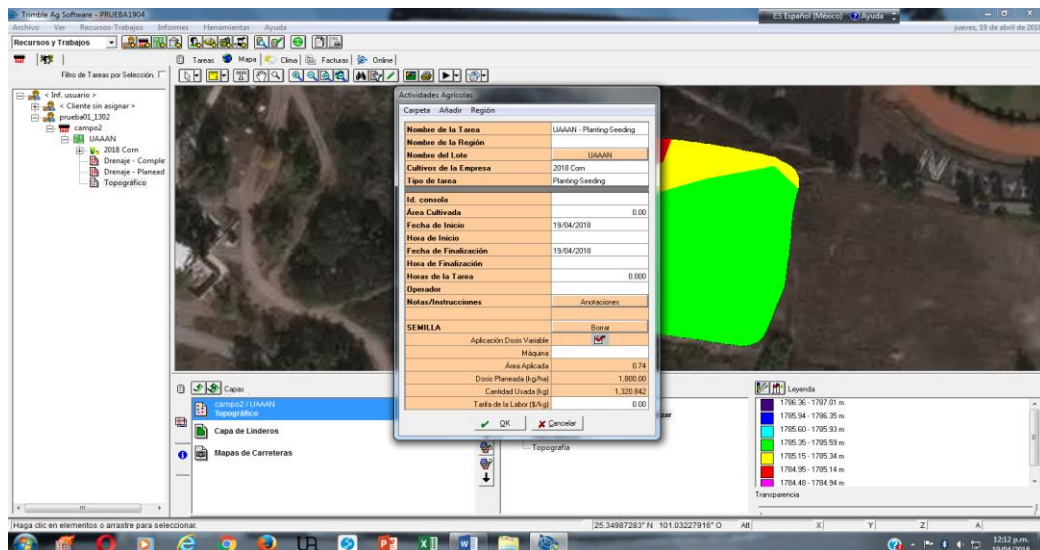 Trimble Ag Software - PRUEBA1904
ES Español (México) Ayuda
Archivo Ver Recursos-Trabajos Informes Herramientas Ayuda
jueves, 19 de abril de 2018
Recursos y Trabajos
Tareas Mapa Clima Facturas Online
Filtro de Tareas por Selección.
< Inf. usuario >
< Cliente sin asignar >
prueba01_1302
campo2
UAAAN
2018 Corn
Drenaje - Comple
Drenaje - Planead
Topográfico
Actividades Agrícolas
Carpeta Añadir Región
Nombre de la Tarea UAAAN - Planting-Seeding
Nombre de la Región
Nombre del Lote UAAAN
Cultivos de la Empresa 2018 Corn
Tipo de tarea Planting-Seeding
Id. consola
Área Cultivada 0.00
Fecha de Inicio 19/04/2018
Hora de Inicio
Fecha de Finalización 19/04/2018
Hora de Finalización
Horas de la Tarea 0.000
Operador
Notas/Instrucciones Anotaciones
SEMILLA Borrar
Aplicación Dosis Variable
Máquina
Área Aplicada 0.74
Dosis Planeada (kg/ha) 1,800.00
Cantidad Usada (kg) 1,320.842
Tarifa de la Labor ($/kg) 0.00
OK Cancelar
Capas
campo2 / UAAAN
Topográfico
Capa de Linderos
Mapas de Carreteras
zar
Topografía
Leyenda
1786.36 - 1787.01 m
1785.94 - 1786.35 m
1785.60 - 1785.93 m
1785.35 - 1785.59 m
1785.15 - 1785.34 m
1784.95 - 1785.14 m
1784.48 - 1784.94 m
Transparencia
Haga clic en elementos o arrastre para seleccionar.
25.34987283° N 101.03227916° O Alt X Y Z A
12:12 p.m.
19/04/2018